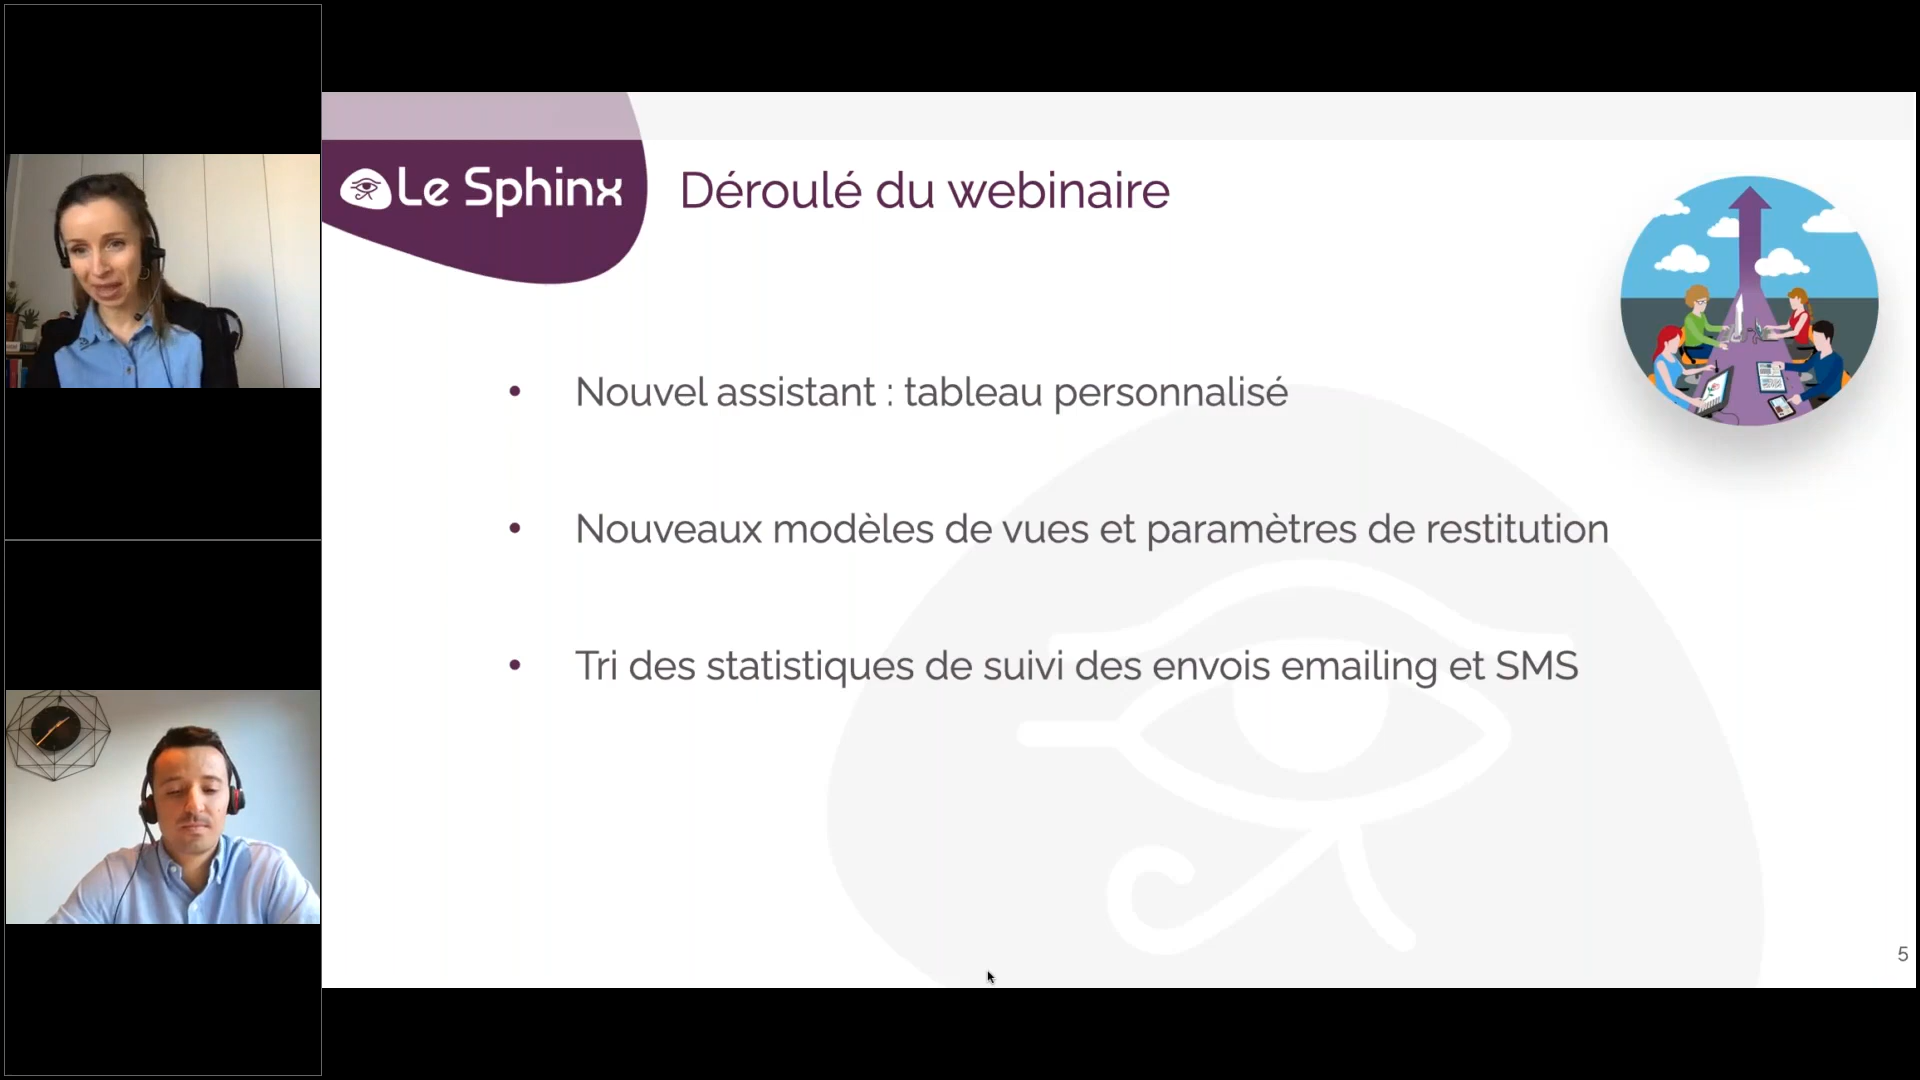 Le Sphinx
Déroulé du webinaire
• Nouvel assistant : tableau personnalisé
• Nouveaux modèles de vues et paramètres de restitution
• Tri des statistiques de suivi des envois emailing et SMS
5